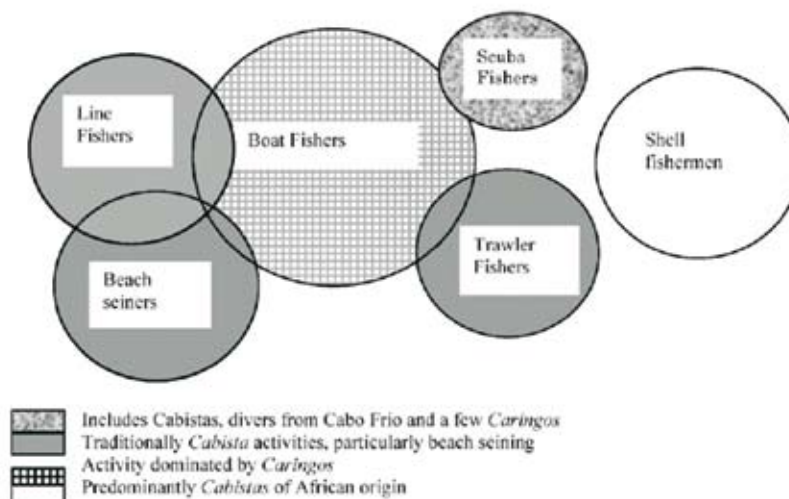 Line
Fishers
Boat Fishers
Scuba
Fishers
Shell
fishermen
Beach
seiners
Trawler
Fishers
Includes Cabistas, divers from Cabo Frio and a few Caringos
Traditionally Cabista activities, particularly beach seining
Activity dominated by Caringos
Predominantly Cabistas of African origin